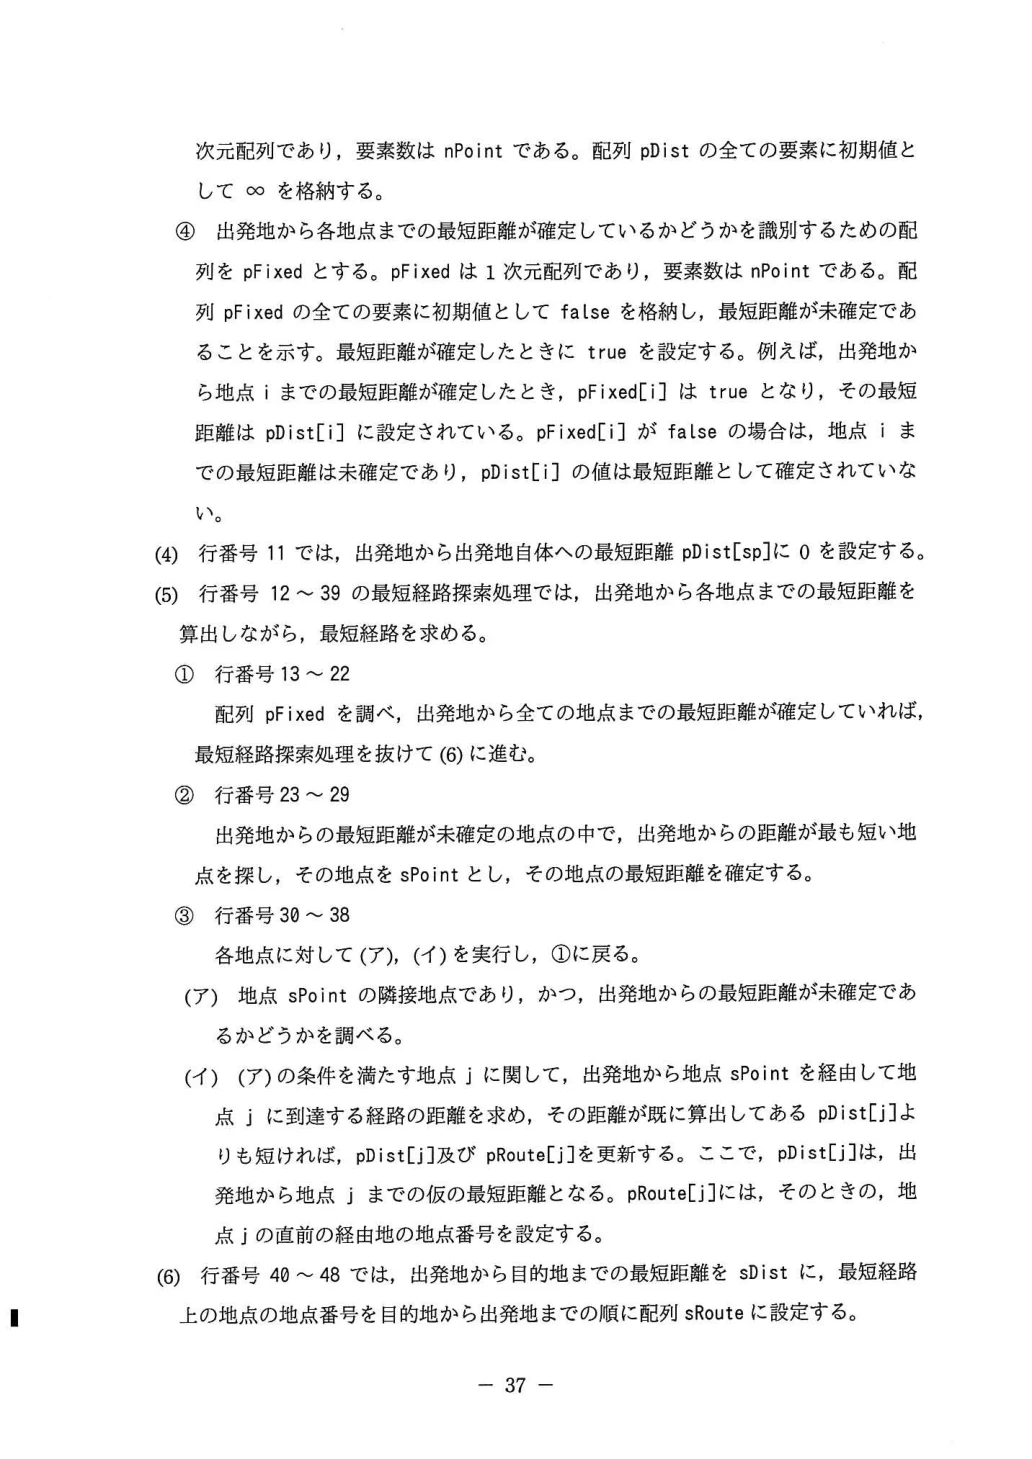 次元配列であり，要素数は nPoint である。配列 pDist の全ての要素に初期値と
して ∞ を格納する。
④ 出発地から各地点までの最短距離が確定しているかどうかを識別するための配
列を pFixed とする。pFixed は 1 次元配列であり，要素数は nPoint である。配
列 pFixed の全ての要素に初期値として false を格納し，最短距離が未確定であ
ることを示す。最短距離が確定したときに true を設定する。例えば，出発地か
ら地点 i までの最短距離が確定したとき，pFixed[i] は true となり，その最短
距離は pDist[i] に設定されている。pFixed[i] が false の場合は，地点 i ま
での最短距離は未確定であり，pDist[i] の値は最短距離として確定されていな
い。
(4) 行番号 11 では，出発地から出発地自体への最短距離 pDist[sp]に 0 を設定する。
(5) 行番号 12 ～ 39 の最短経路探索処理では，出発地から各地点までの最短距離を
算出しながら，最短経路を求める。
① 行番号 13 ～ 22
配列 pFixed を調べ，出発地から全ての地点までの最短距離が確定していれば，
最短経路探索処理を抜けて (6) に進む。
② 行番号 23 ～ 29
出発地からの最短距離が未確定の地点の中で，出発地からの距離が最も短い地
点を探し，その地点を sPoint とし，その地点の最短距離を確定する。
③ 行番号 30 ～ 38
各地点に対して (ア)，(イ) を実行し，①に戻る。
(ア) 地点 sPoint の隣接地点であり，かつ，出発地からの最短距離が未確定であ
るかどうかを調べる。
(イ) (ア) の条件を満たす地点 j に関して，出発地から地点 sPoint を経由して地
点 j に到達する経路の距離を求め，その距離が既に算出してある pDist[j]よ
りも短ければ，pDist[j]及び pRoute[j]を更新する。ここで，pDist[j]は，出
発地から地点 j までの仮の最短距離となる。pRoute[j]には，そのときの，地
点 j の直前の経由地の地点番号を設定する。
(6) 行番号 40 ～ 48 では，出発地から目的地までの最短距離を sDist に，最短経路
上の地点の地点番号を目的地から出発地までの順に配列 sRoute に設定する。
－ 37 －